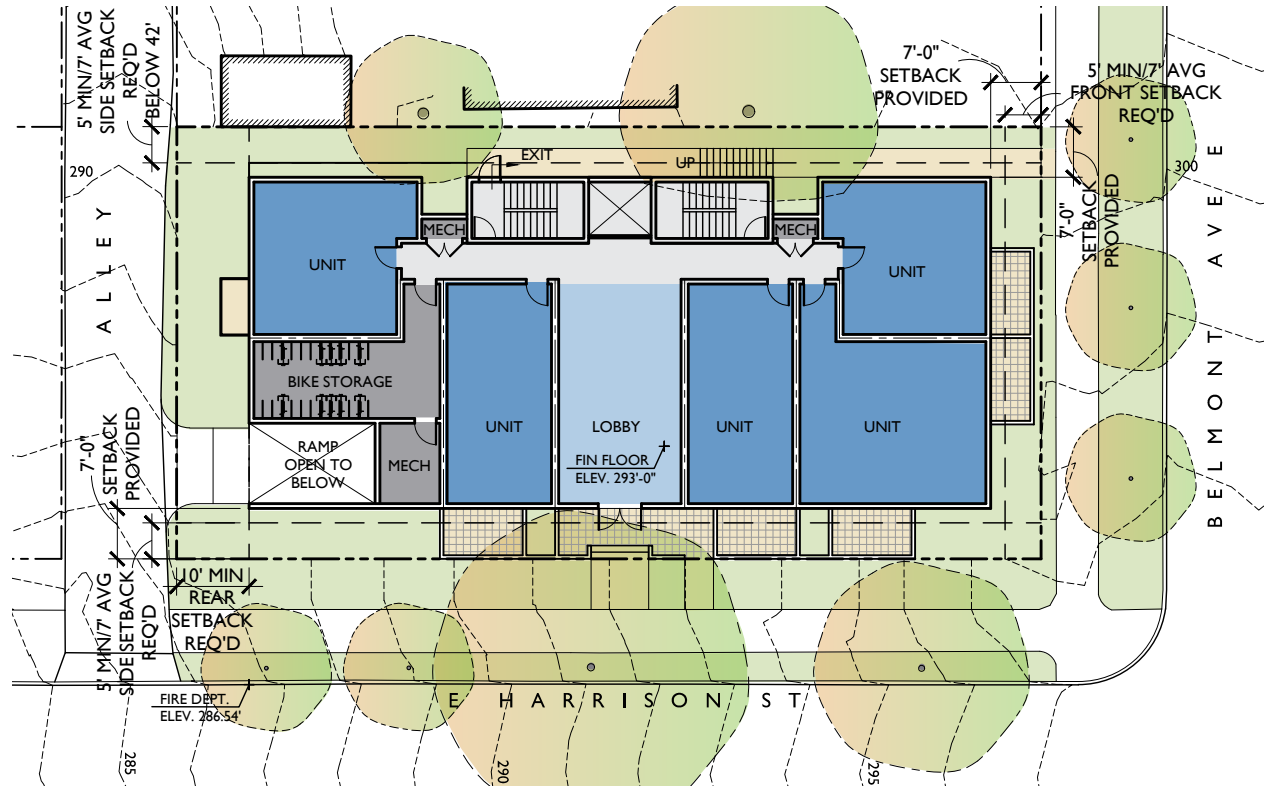 5' MIN/7' AVG
SIDE SETBACK
REQ'D
BELOW 42'
7'-0"
SETBACK
PROVIDED
5' MIN/7' AVG
FRONT SETBACK
REQ'D
290
300
EXIT
UP
7'-0"
SETBACK
PROVIDED
MECH
MECH
UNIT
UNIT
ALLEY
BELMONT AVE
BIKE STORAGE
UNIT
LOBBY
UNIT
UNIT
FIN FLOOR
ELEV. 293'-0"
RAMP
OPEN TO
BELOW
MECH
7'-0"
SETBACK
PROVIDED
5' MIN/7' AVG
SIDE SETBACK
REQ'D
10' MIN
REAR
SETBACK
REQ'D
FIRE DEPT.
ELEV. 286.54'
E HARRISON ST
285
290
295